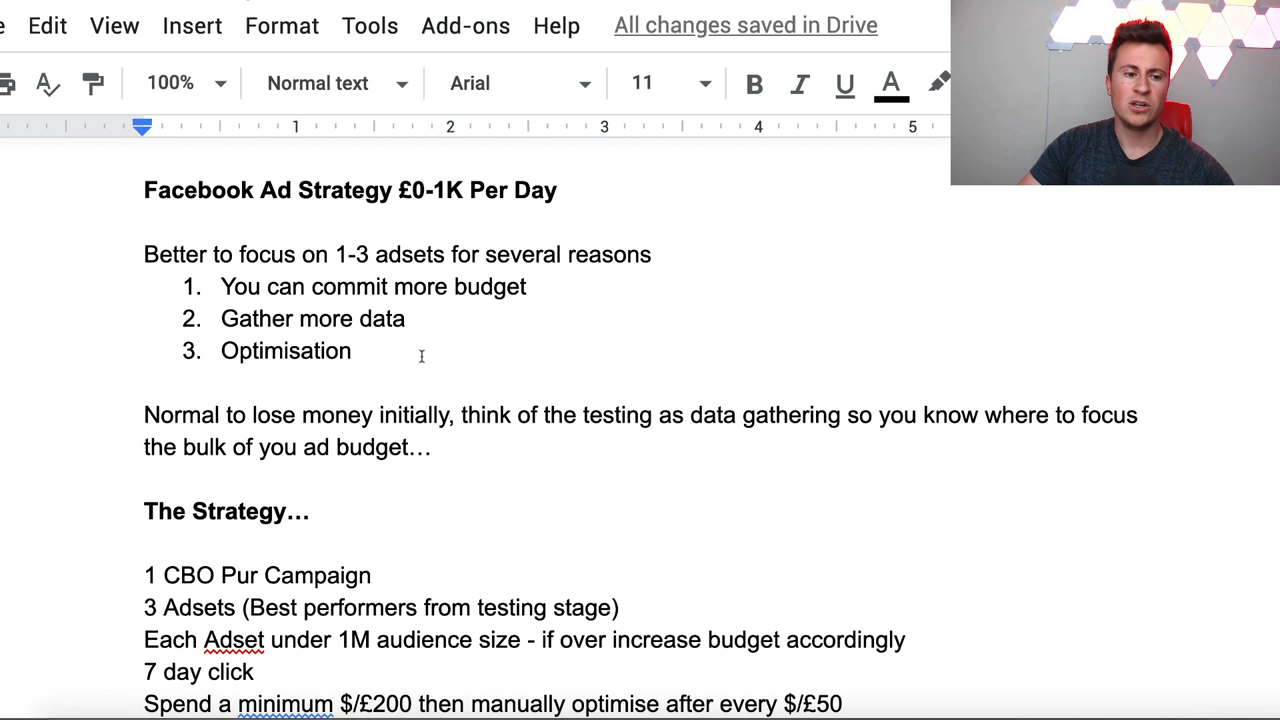 Edit View Insert Format Tools Add-ons Help All changes saved in Drive
100% Normal text Arial 11 B I U A
1 2 3 4 5
Facebook Ad Strategy £0-1K Per Day
Better to focus on 1-3 adsets for several reasons
1. You can commit more budget
2. Gather more data
3. Optimisation
Normal to lose money initially, think of the testing as data gathering so you know where to focus
the bulk of you ad budget…
The Strategy…
1 CBO Pur Campaign
3 Adsets (Best performers from testing stage)
Each Adset under 1M audience size - if over increase budget accordingly
7 day click
Spend a minimum $/£200 then manually optimise after every $/£50